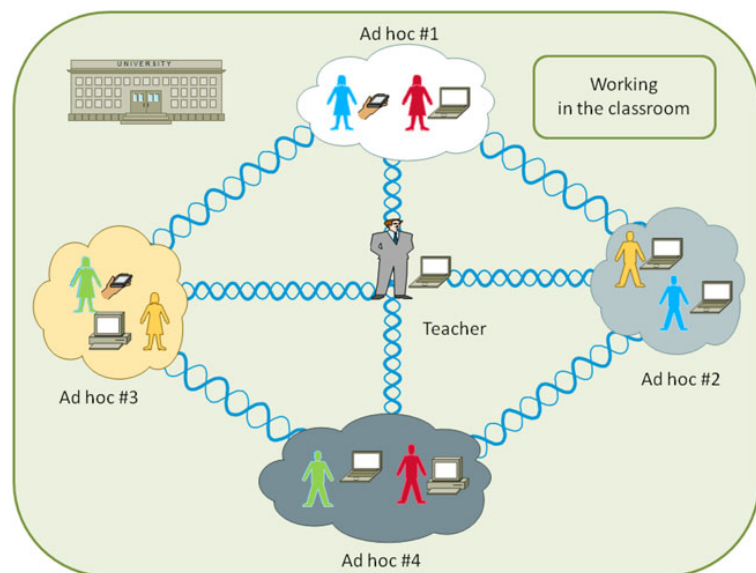 Ad hoc #1
UNIVERSITY
Working
in the classroom
Teacher
Ad hoc #3
Ad hoc #2
Ad hoc #4